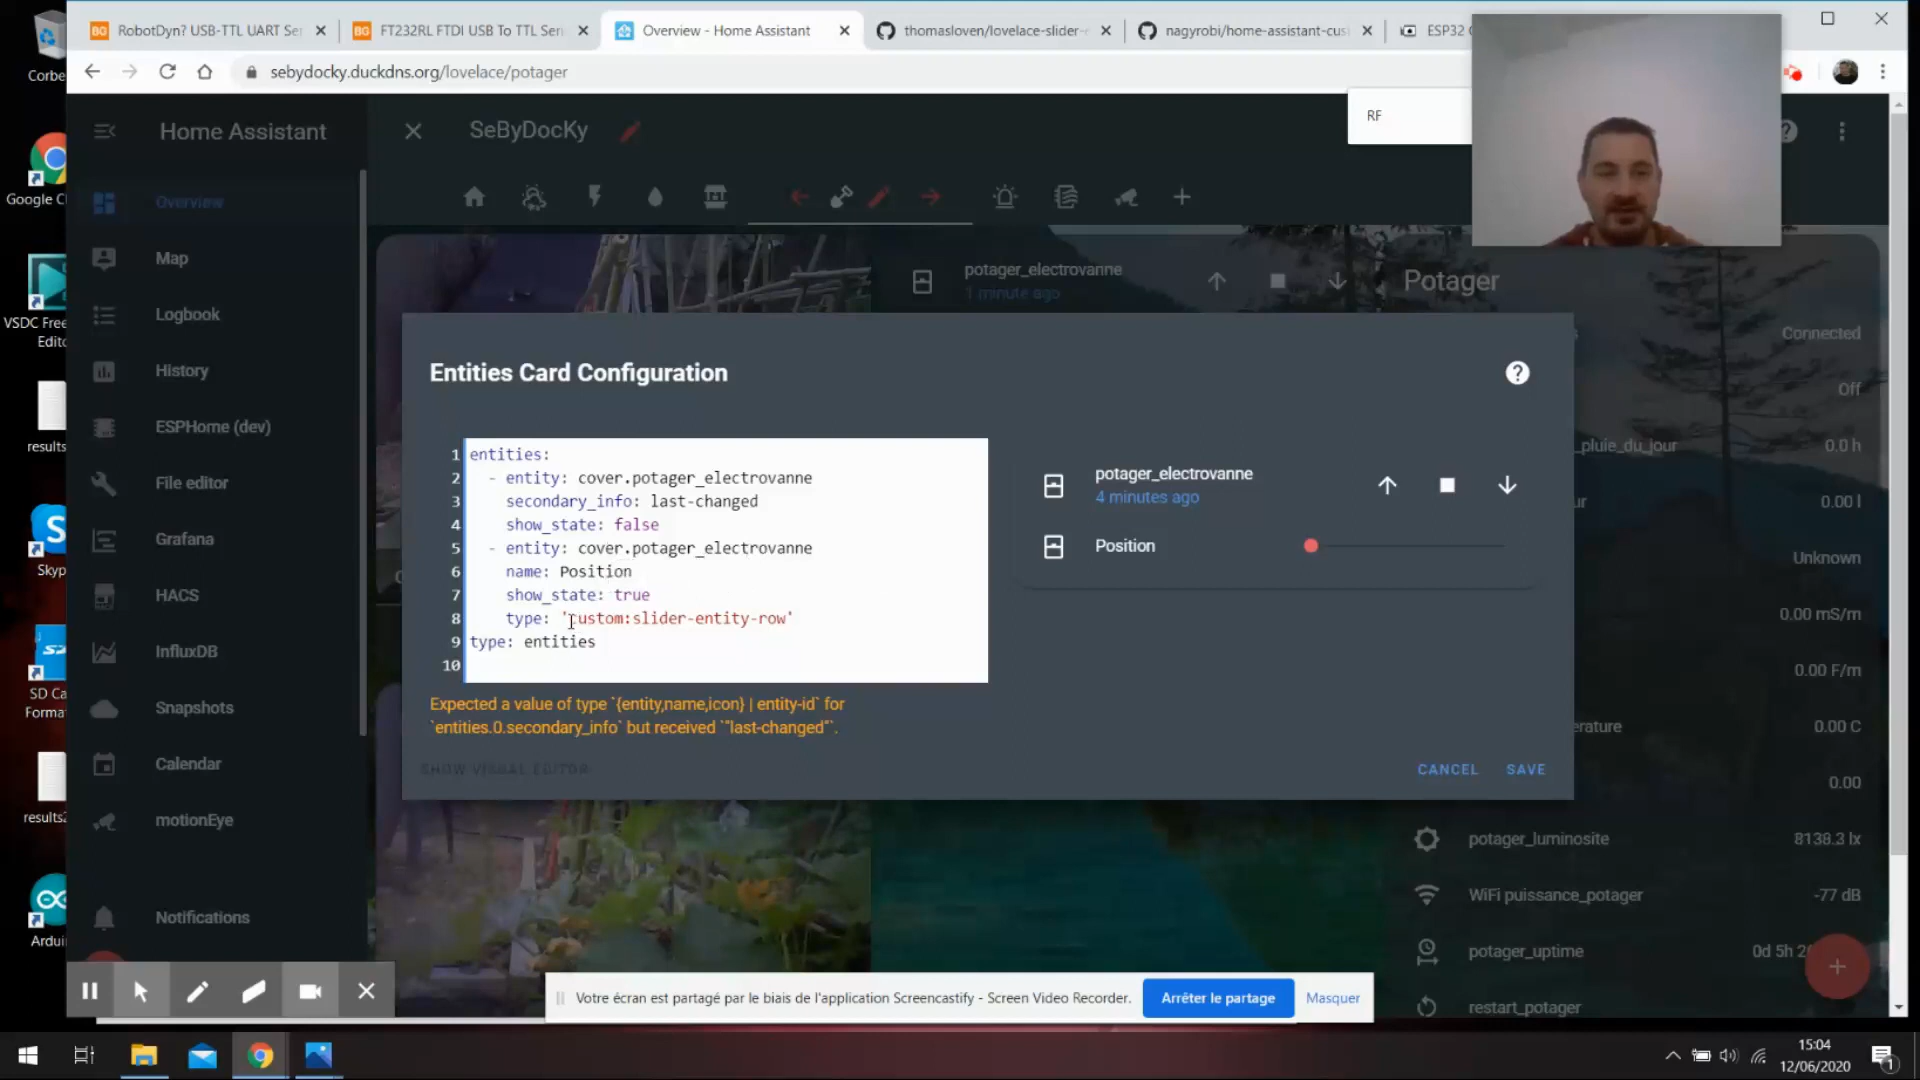 Corbe
RobotDyn? USB-TTL UART Ser
FT232RL FTDI USB To TTL Seri
Overview - Home Assistant
thomasloven/lovelace-slider-e
nagyrobi/home-assistant-cus
ESP32
sebydocky.duckdns.org/lovelace/potager
RF
Home Assistant
SeByDocKy
Google C
Overview
Map
Logbook
History
ESPHome (dev)
File editor
Grafana
HACS
InfluxDB
Snapshots
Calendar
motionEye
Notifications
VSDC Free
Edito
results
Skyp
SD Ca
Forma
results2
Ardui
potager_electrovanne
1 minute ago
Potager
Connected
Off
_pluie_du_jour
0.0 h
0.00 l
Unknown
0.00 mS/m
0.00 F/m
erature
0.00 C
0.00
potager_luminosite
8138.3 lx
WiFi puissance_potager
-77 dB
potager_uptime
0d 5h 2
restart_potager
Entities Card Configuration
1 entities:
2 - entity: cover.potager_electrovanne
3 secondary_info: last-changed
4 show_state: false
5 - entity: cover.potager_electrovanne
6 name: Position
7 show_state: true
8 type: 'custom:slider-entity-row'
9 type: entities
10
potager_electrovanne
4 minutes ago
Position
Expected a value of type `{entity,name,icon} | entity-id` for
`entities.0.secondary_info` but received `"last-changed"`.
SHOW VISUAL EDITOR
CANCEL
SAVE
Votre écran est partagé par le biais de l'application Screencastify - Screen Video Recorder.
Arrêter le partage
Masquer
15:04
12/06/2020
1